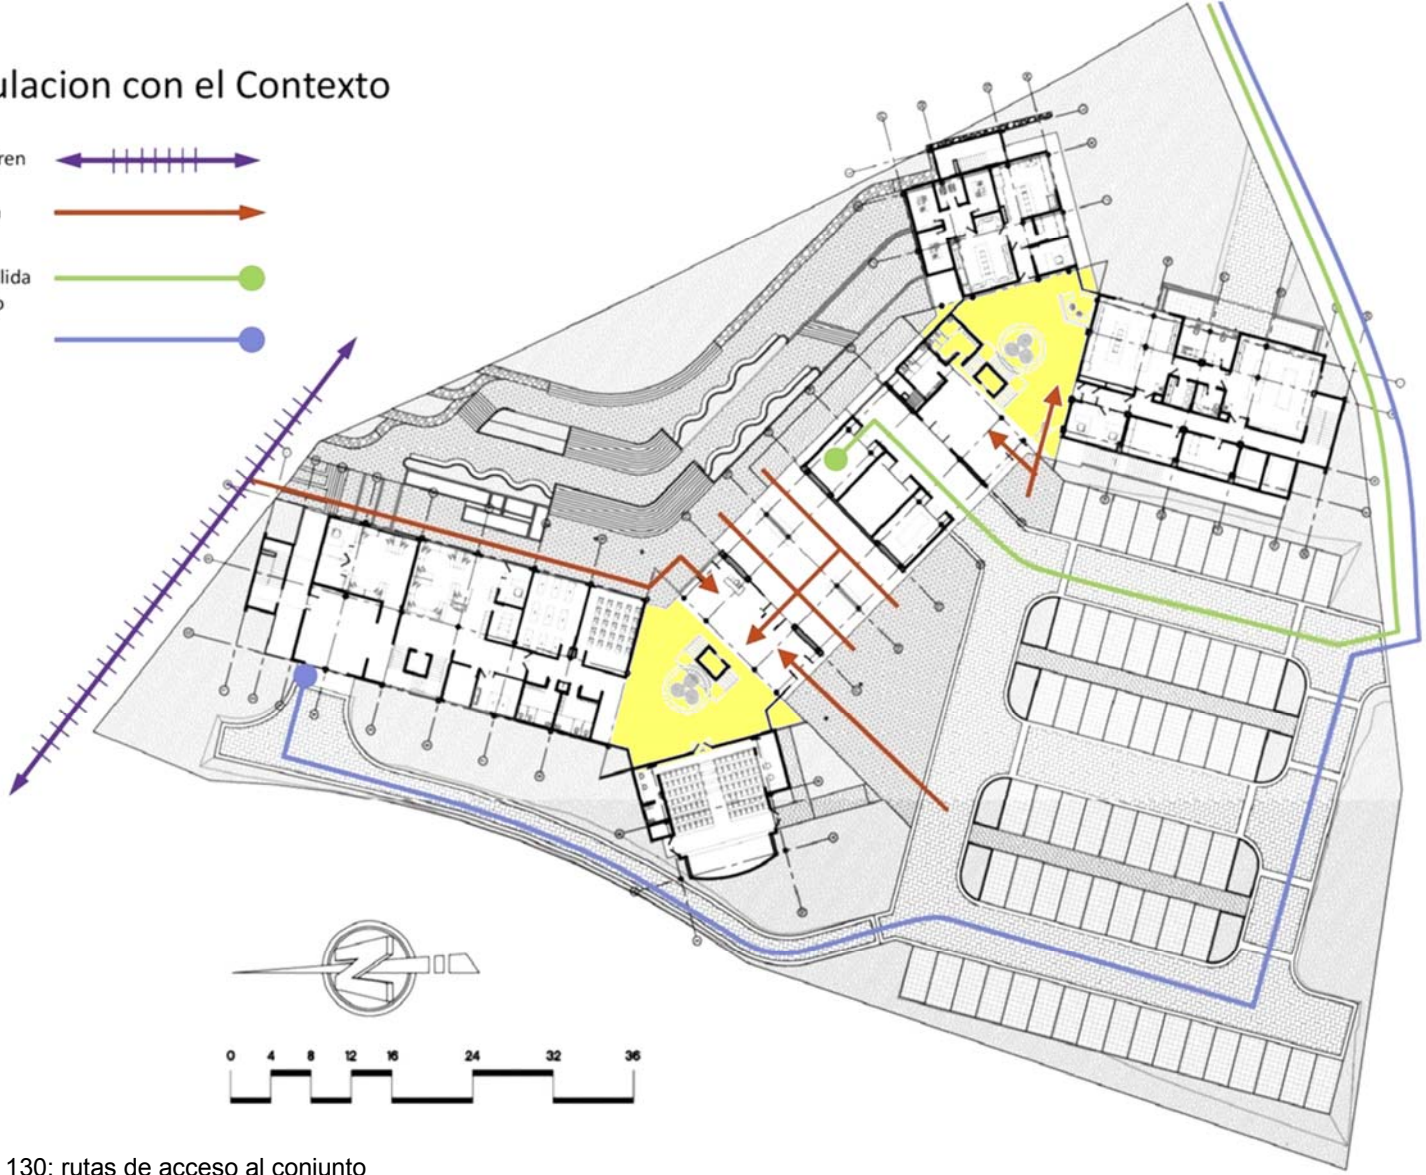 ulacion con el Contexto
ren
lida
0 4 8 12 16 24 32 36
130: rutas de acceso al conjunto